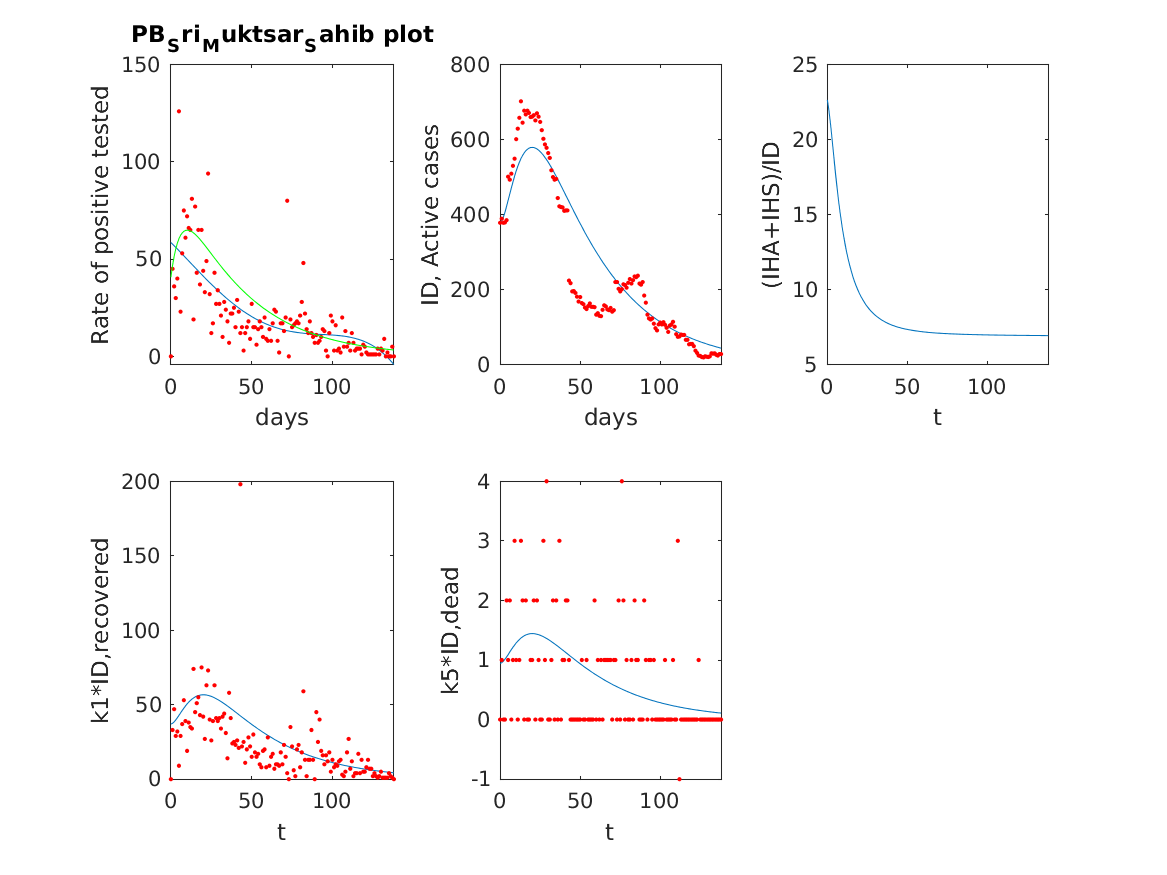 PBSriMuktsarSahib plot
Rate of positive tested
150
100
50
0
0 50 100
days
ID, Active cases
800
600
400
200
0
0 50 100
days
(IHA+IHS)/ID
25
20
15
10
5
0 50 100
t
k1*ID,recovered
200
150
100
50
0
0 50 100
t
k5*ID,dead
4
3
2
1
0
-1
0 50 100
t